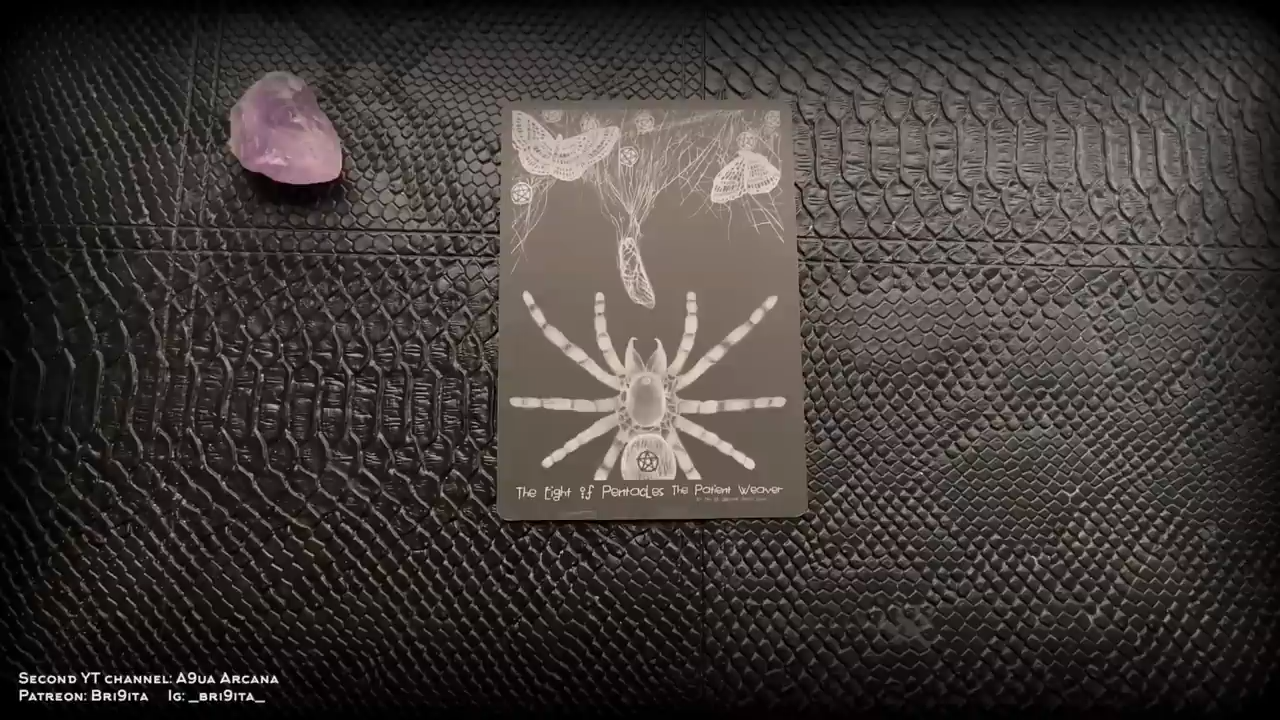 The Eight of Pentacles The Patient Weaver
Second YT channel: A9ua Arcana
Patreon: Bri9ita Ig: _bri9ita_